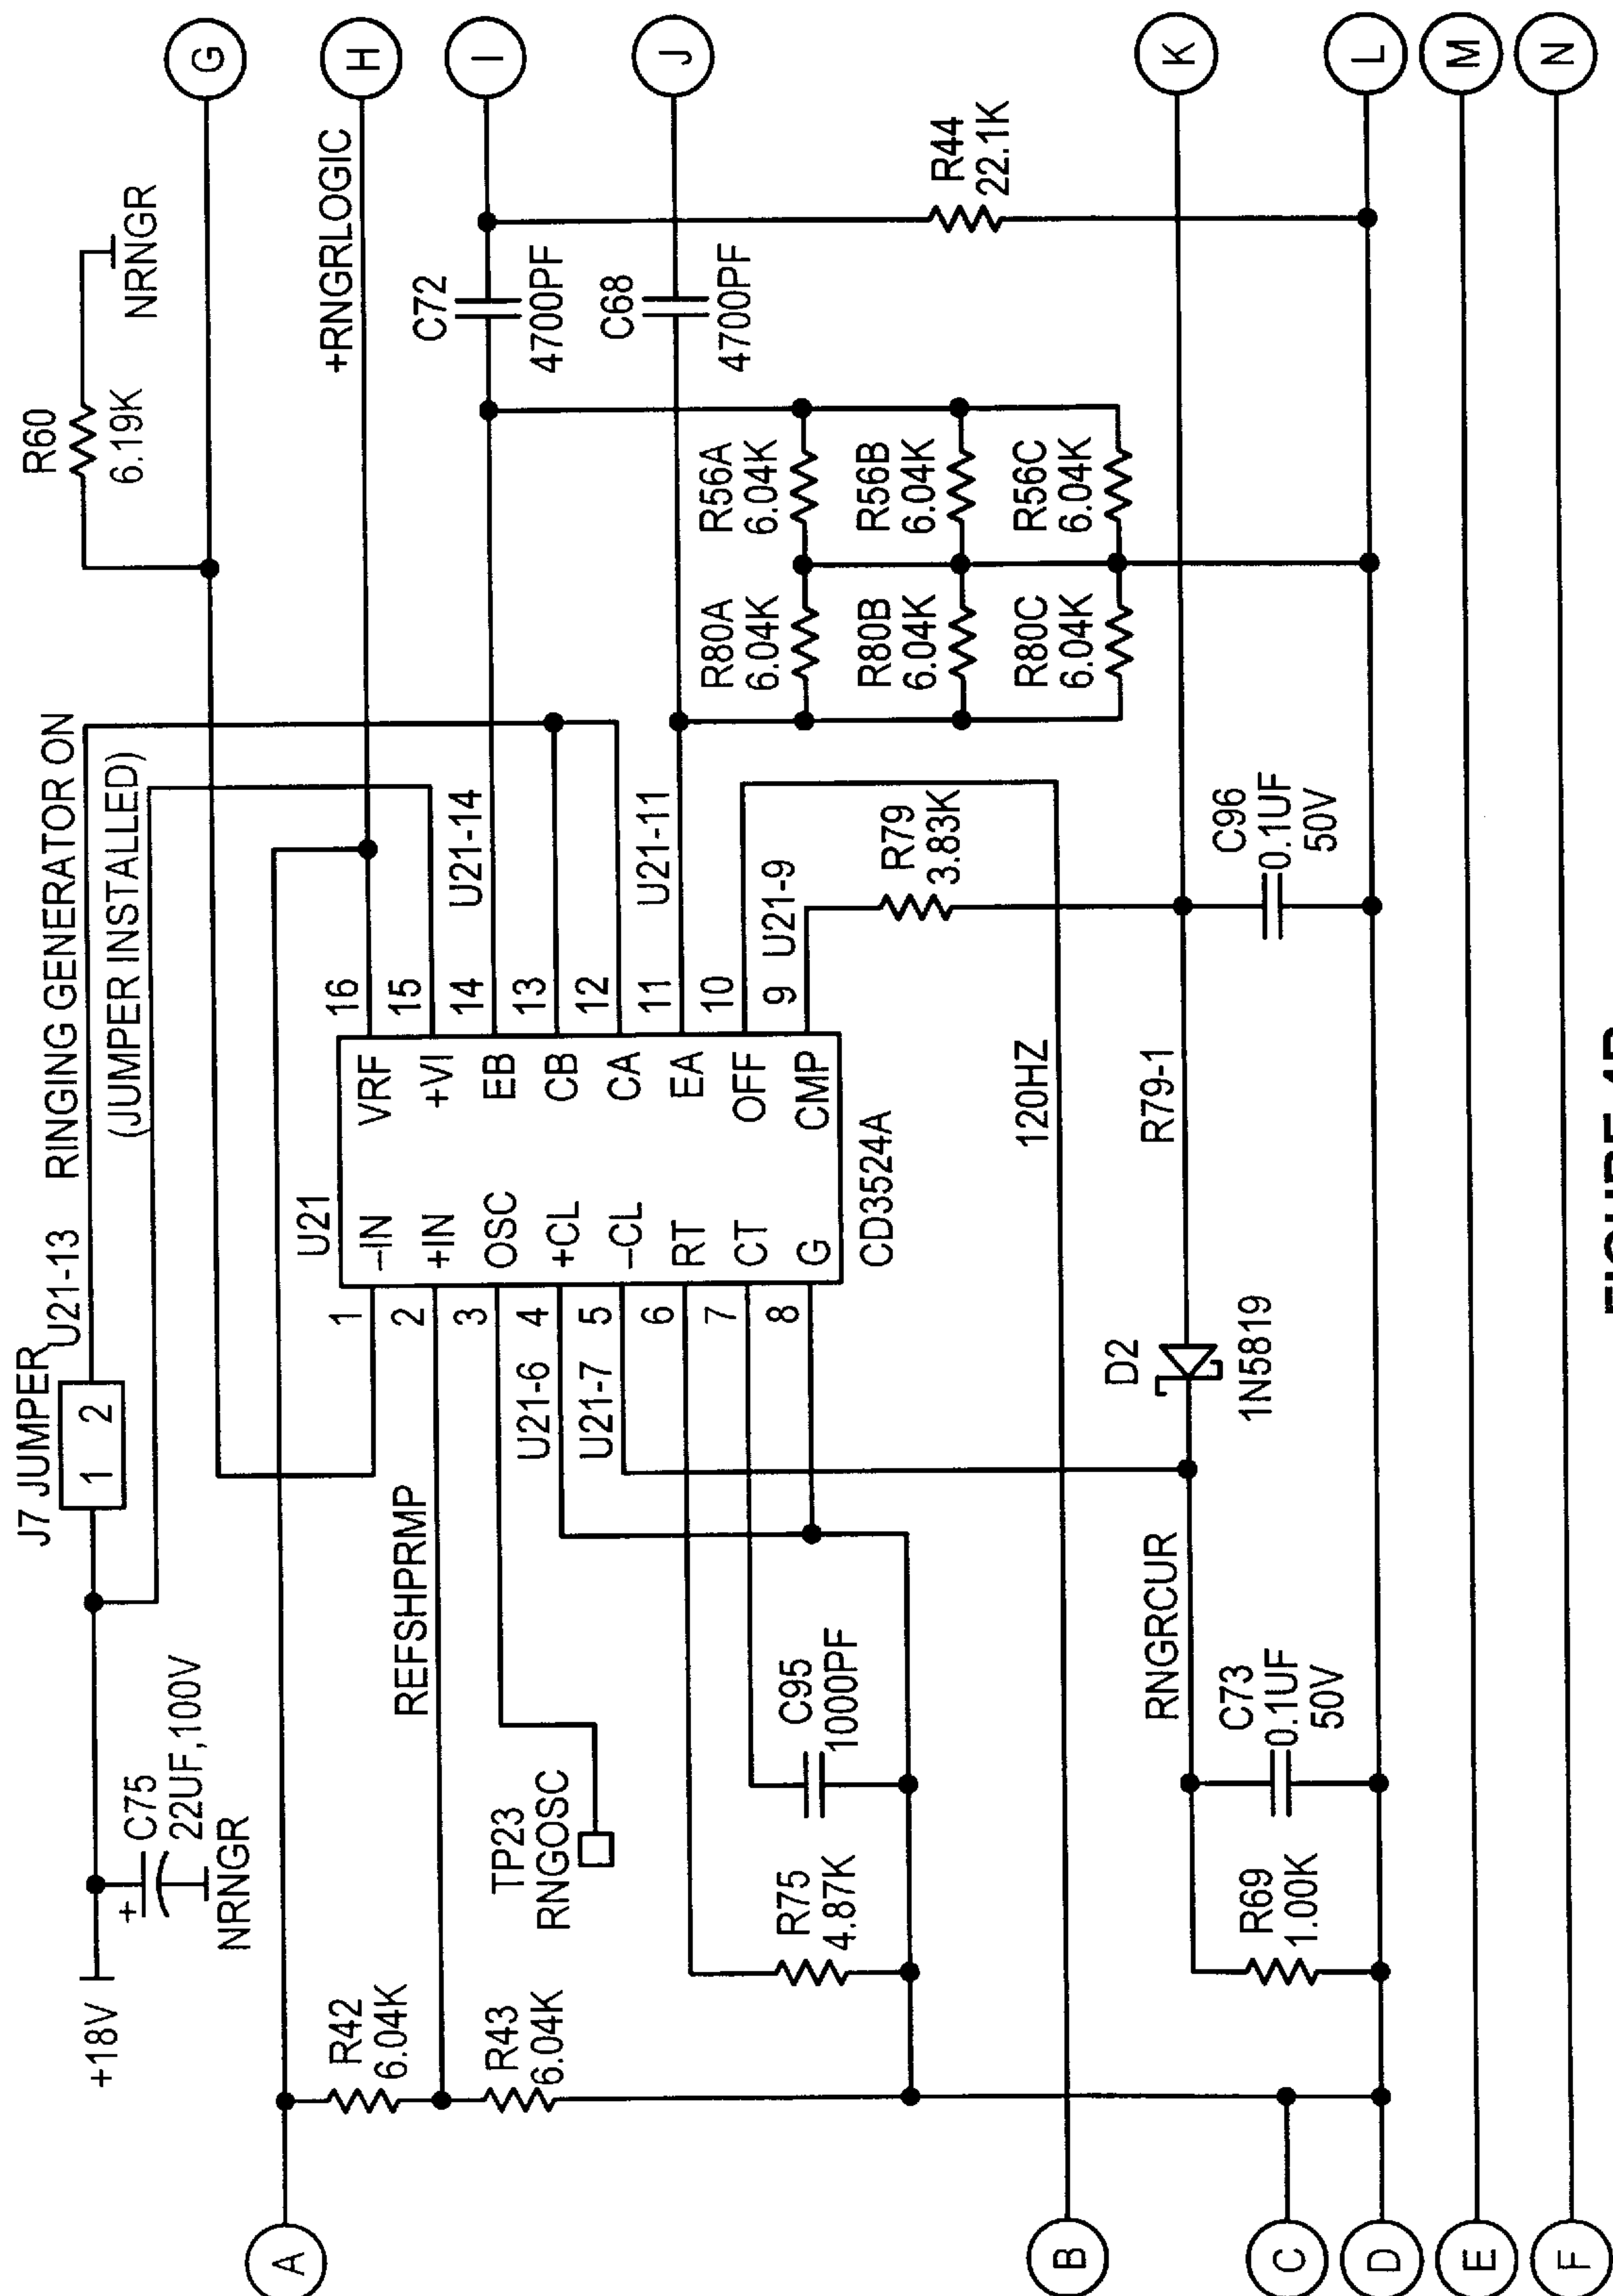 J7 JUMPER
1 2
U21-13
RINGING GENERATOR ON
(JUMPER INSTALLED)
R60
6.19K
NRNGR
G
+18V
+
C75
22UF,100V
NRNGR
A
H
+RNGRLOGIC
R42
6.04K
REFSHPRMP
R43
6.04K
TP23
RNGOSC
U21
1 -IN
2 +IN
3 OSC
4 +CL
5 -CL
6 RT
7 CT
8 G
VRF 16
+VI 15
EB 14
CB 13
CA 12
EA 11
OFF 10
CMP 9
CD3524A
U21-6
U21-7
U21-14
U21-11
U21-9
I
C72
4700PF
J
C68
4700PF
R44
22.1K
R80A
6.04K
R56A
6.04K
R80B
6.04K
R56B
6.04K
R80C
6.04K
R56C
6.04K
R75
4.87K
C95
1000PF
R79
3.83K
B
120HZ
K
RNGRCUR
D2
1N5819
R79-1
R69
1.00K
C73
0.1UF
50V
C96
0.1UF
50V
C
D
L
E
M
F
N